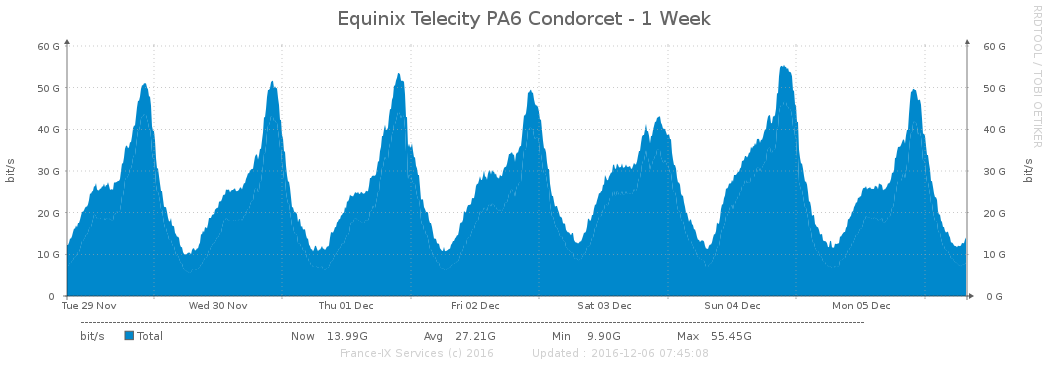 Equinix Telecity PA6 Condorcet - 1 Week
RRDTOOL / TOBI OETIKER
60 G 60 G
50 G 50 G
40 G 40 G
30 G 30 G
20 G 20 G
10 G 10 G
0 0 G
bit/s
bit/s
Tue 29 Nov Wed 30 Nov Thu 01 Dec Fri 02 Dec Sat 03 Dec Sun 04 Dec Mon 05 Dec
bit/s Total Now 13.99G Avg 27.21G Min 9.90G Max 55.45G
France-IX Services (c) 2016 Updated : 2016-12-06 07:45:08